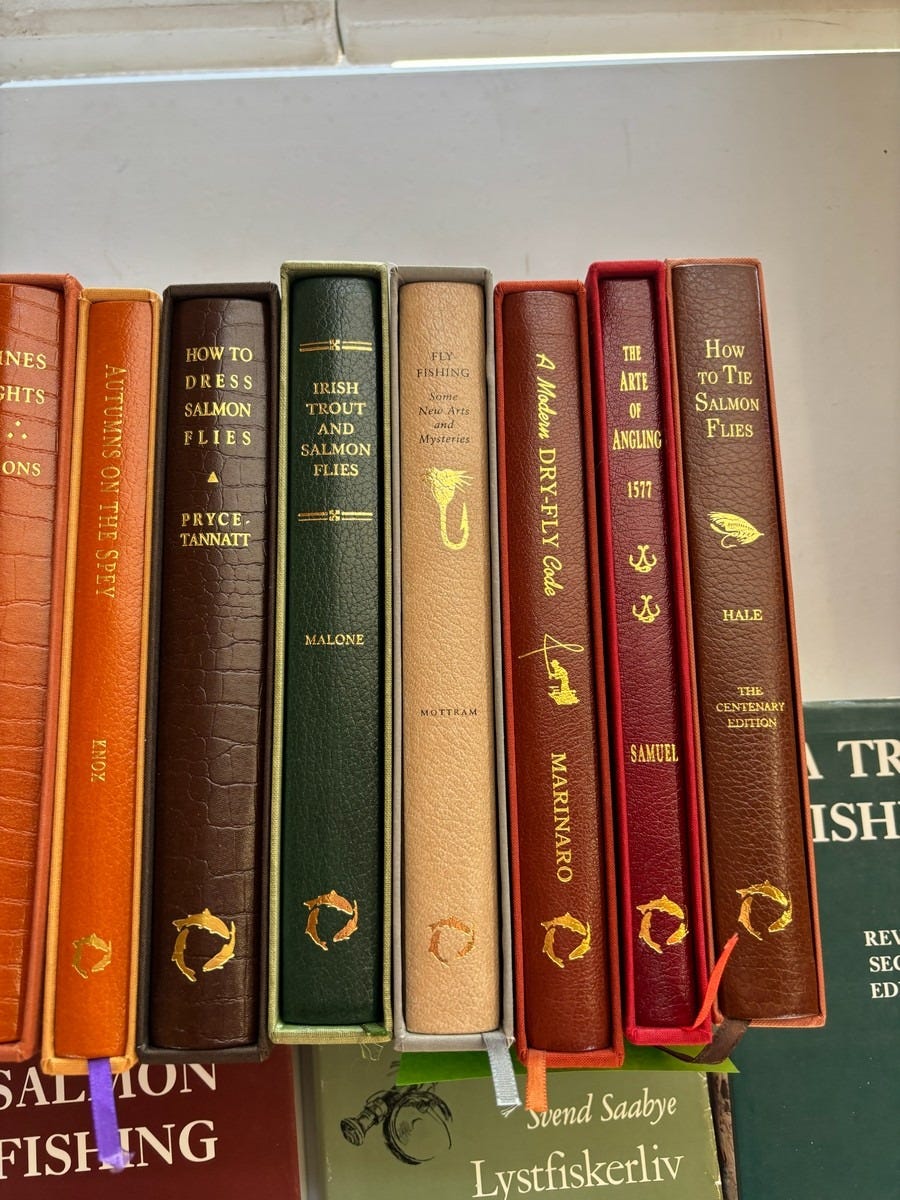 INES
GHTS
ONS
AUTUMNS ON THE SPEY
KNOX
HOW TO
DRESS
SALMON
FLIES
PRYCE-
TANNATT
IRISH
TROUT
AND
SALMON
FLIES
MALONE
FLY
FISHING
Some
New Arts
and
Mysteries
MOTTRAM
A Modern DRY-FLY Code
MARINARO
THE
ARTE
OF
ANGLING
1577
SAMUEL
HOW
TO TIE
SALMON
FLIES
HALE
THE
CENTENARY
EDITION
A TR
ISH
REV
SEC
EDI
SALMON
FISHING
Svend Saabye
Lystfiskerliv